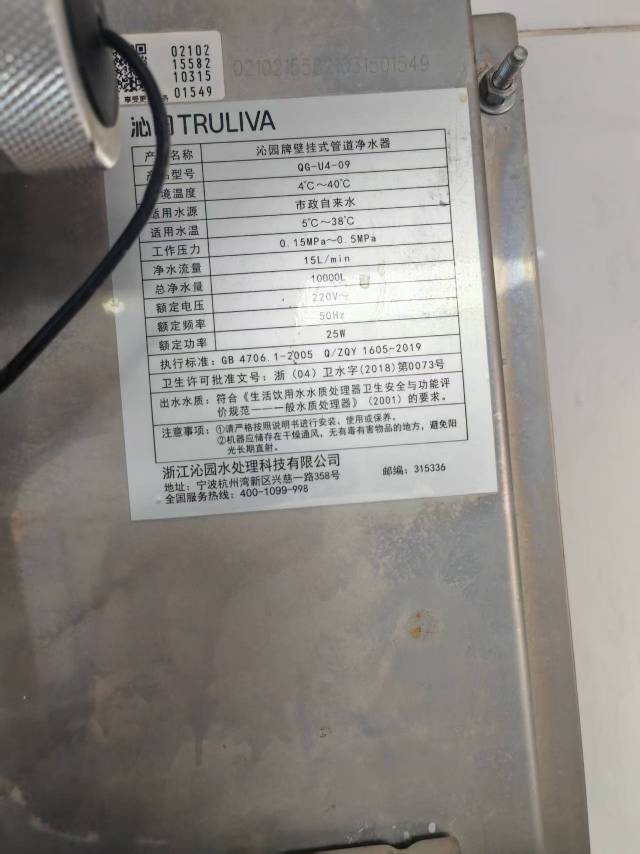 02102
15582
10315
01549
享受更
02102155821031501549
沁园 TRULIVA
产品名称 沁园牌壁挂式管道净水器
产品型号 QG-U4-09
环境温度 4℃~40℃
适用水源 市政自来水
适用水温 5℃~38℃
工作压力 0.15MPa~0.5MPa
净水流量 15L/min
总净水量 10000L
额定电压 220V~
额定频率 50Hz
额定功率 25W
执行标准: GB 4706.1-2005 Q/ZQY 1605-2019
卫生许可批准文号: 浙(04)卫水字(2018)第0073号
出水水质: 符合《生活饮用水水质处理器卫生安全与功能评
价规范——一般水质处理器》(2001)的要求。
注意事项: ①请严格按照说明书进行安装、使用或保养。
②机器应储存在干燥通风,无有毒有害物品的地方,避免阳
光长期直射。
浙江沁园水处理科技有限公司
地址: 宁波杭州湾新区兴慈一路358号 邮编: 315336
全国服务热线: 400-1099-998